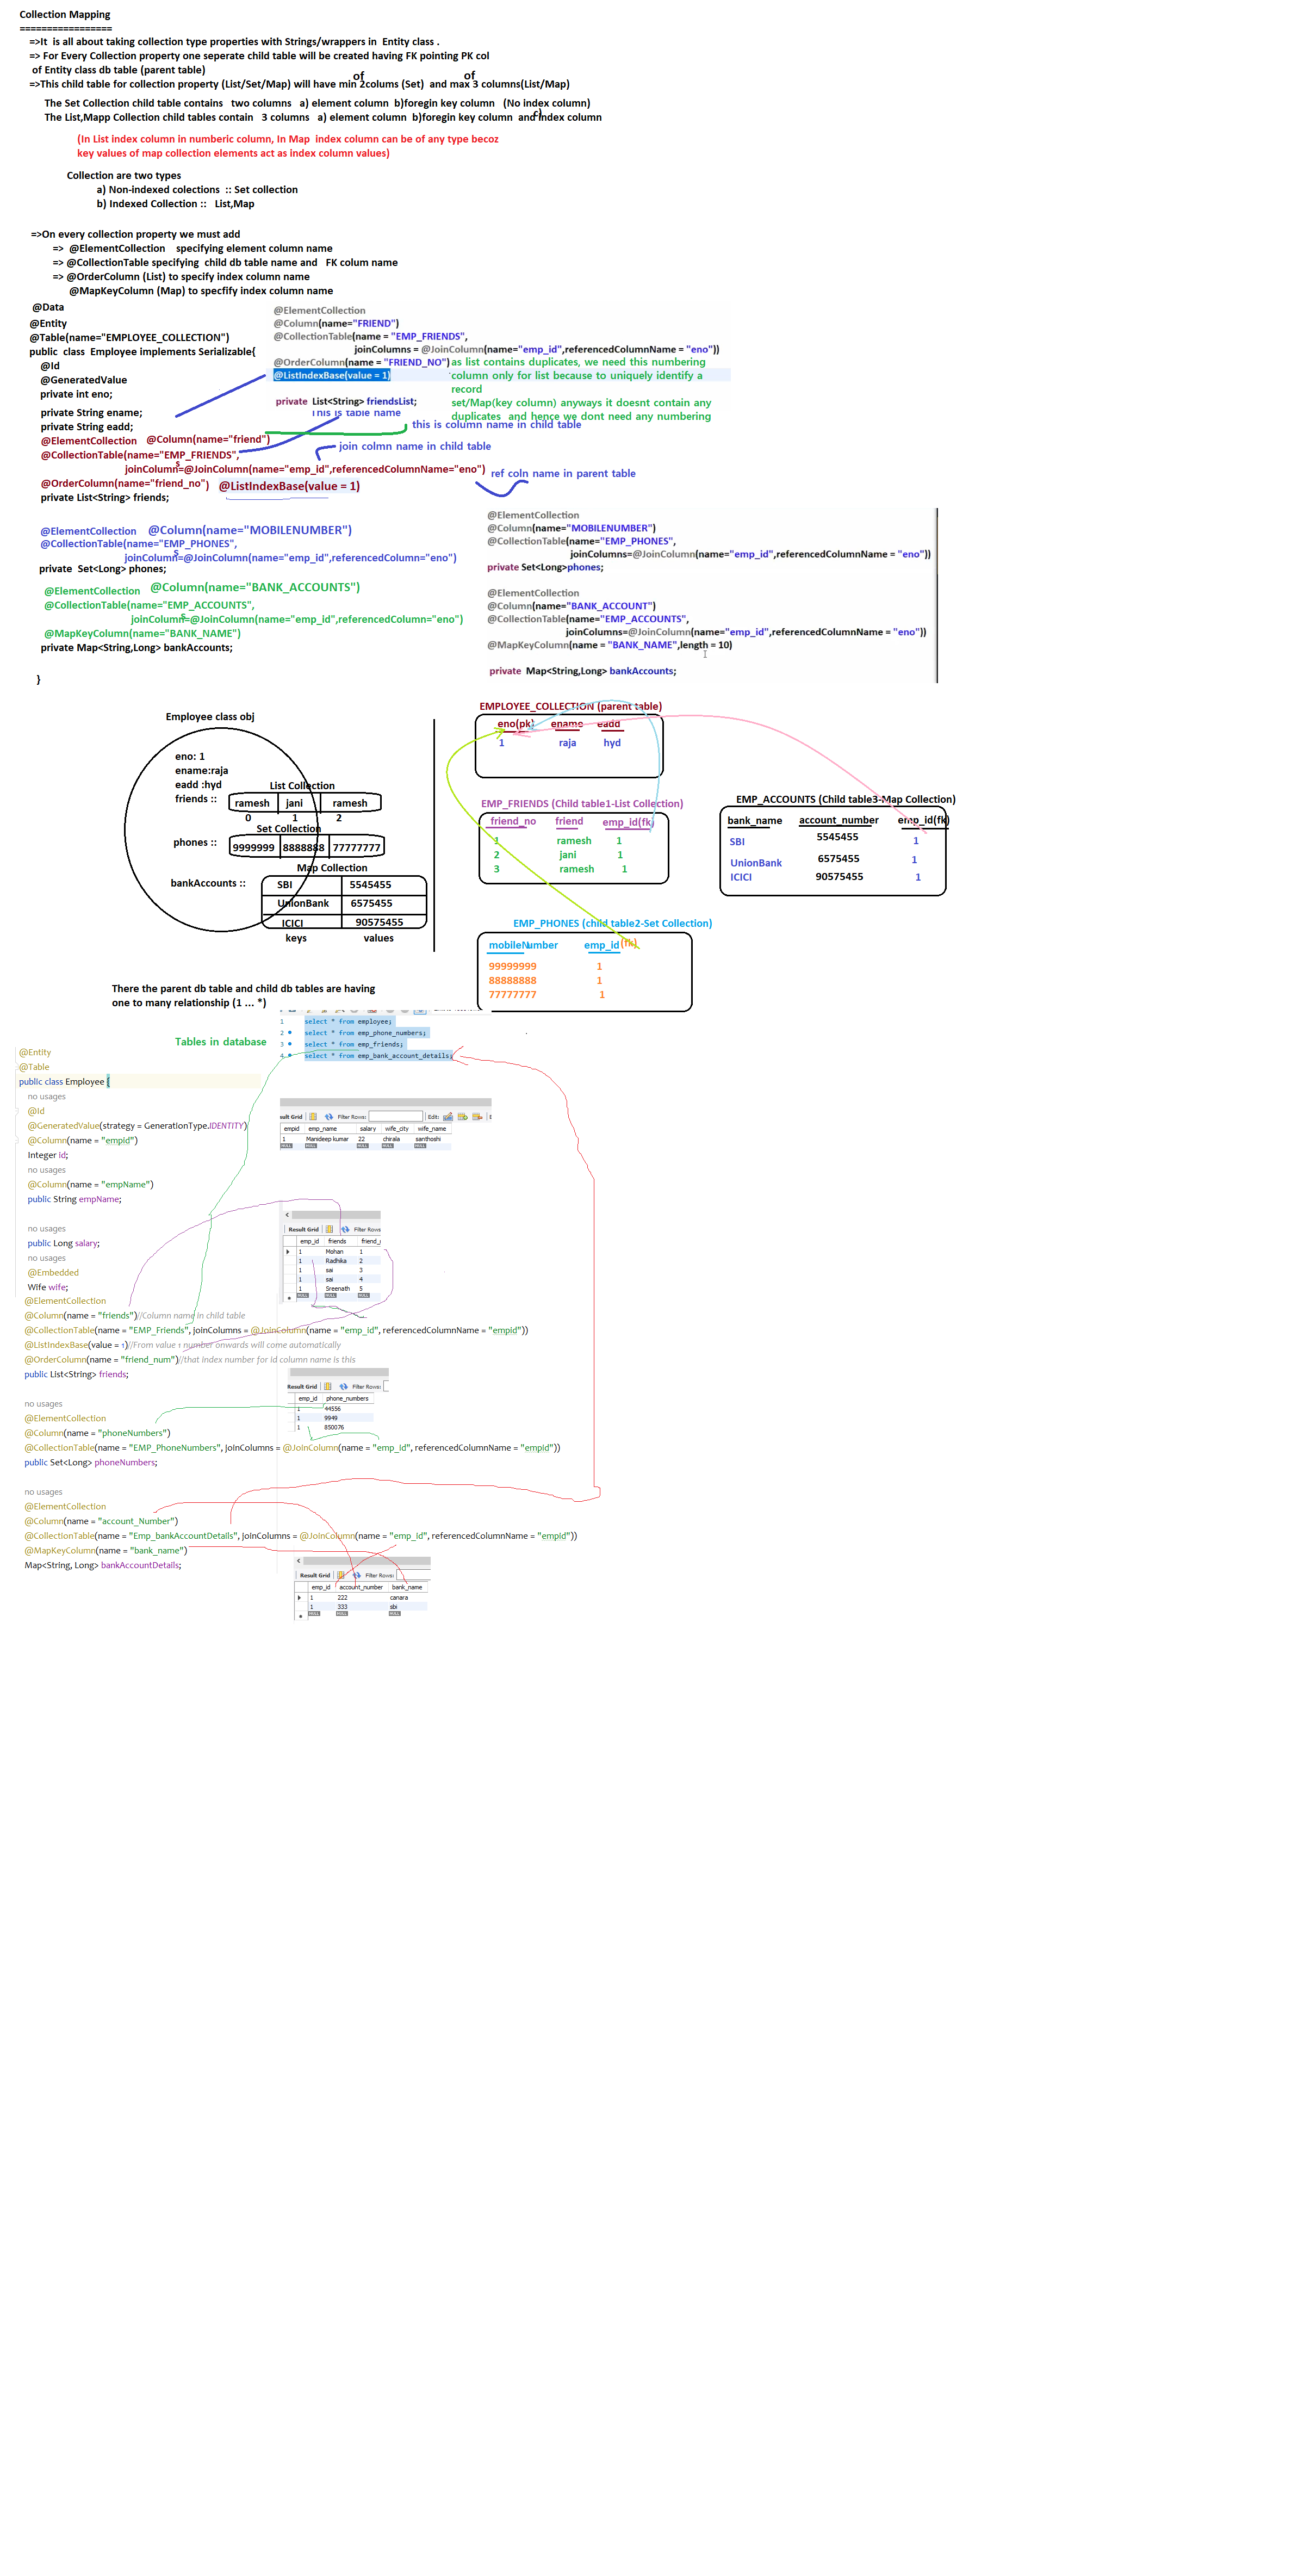 Collection Mapping
=================
=>It is all about taking collection type properties with Strings/wrappers in Entity class .
=> For Every Collection property one seperate child table will be created having FK pointing PK col
of Entity class db table (parent table)
of of
=>This child table for collection property (List/Set/Map) will have min 2colums (Set) and max 3 columns(List/Map)
The Set Collection child table contains two columns a) element column b)foregin key column (No index column)
c)
The List,Mapp Collection child tables contain 3 columns a) element column b)foregin key column and index column
(In List index column in numberic column, In Map index column can be of any type becoz
key values of map collection elements act as index column values)
Collection are two types
a) Non-indexed colections :: Set collection
b) Indexed Collection :: List,Map
=>On every collection property we must add
=> @ElementCollection specifying element column name
=> @CollectionTable specifying child db table name and FK colum name
=> @OrderColumn (List) to specify index column name
@MapKeyColumn (Map) to specfify index column name
@Data
@Entity
@Table(name="EMPLOYEE_COLLECTION")
public class Employee implements Serializable{
@Id
@GeneratedValue
private int eno;
private String ename;
private String eadd;
@ElementCollection @Column(name="friend")
@CollectionTable(name="EMP_FRIENDS",
s
joinColumn=@JoinColumn(name="emp_id",referencedColumnName="eno")
@OrderColumn(name="friend_no") @ListIndexBase(value = 1)
private List<String> friends;
@ElementCollection
@Column(name="FRIEND")
@CollectionTable(name = "EMP_FRIENDS",
joinColumns = @JoinColumn(name="emp_id",referencedColumnName = "eno"))
@OrderColumn(name = "FRIEND_NO")
@ListIndexBase(value = 1)
private List<String> friendsList;
as list contains duplicates, we need this numbering
column only for list because to uniquely identify a
record
set/Map(key column) anyways it doesnt contain any
duplicates and hence we dont need any numbering
This is table name
this is column name in child table
join colmn name in child table
ref coln name in parent table
@ElementCollection @Column(name="MOBILENUMBER")
@CollectionTable(name="EMP_PHONES",
s
joinColumn=@JoinColumn(name="emp_id",referencedColumn="eno")
private Set<Long> phones;
@ElementCollection @Column(name="BANK_ACCOUNTS")
@CollectionTable(name="EMP_ACCOUNTS",
s
joinColumn=@JoinColumn(name="emp_id",referencedColumn="eno")
@MapKeyColumn(name="BANK_NAME")
private Map<String,Long> bankAccounts;
}
@ElementCollection
@Column(name="MOBILENUMBER")
@CollectionTable(name="EMP_PHONES",
joinColumns=@JoinColumn(name="emp_id",referencedColumnName = "eno"))
private Set<Long>phones;
@ElementCollection
@Column(name="BANK_ACCOUNT")
@CollectionTable(name="EMP_ACCOUNTS",
joinColumns=@JoinColumn(name="emp_id",referencedColumnName = "eno"))
@MapKeyColumn(name = "BANK_NAME",length = 10)
private Map<String,Long> bankAccounts;
Employee class obj
eno: 1
ename:raja
eadd :hyd
List Collection
friends :: ramesh jani ramesh
0 1 2
Set Collection
phones :: 9999999 8888888 77777777
Map Collection
bankAccounts :: SBI 5545455
UnionBank 6575455
ICICI 90575455
keys values
EMPLOYEE_COLLECTION (parent table)
eno(pk) ename eadd
1 raja hyd
EMP_FRIENDS (Child table1-List Collection)
friend_no friend emp_id(fk)
1 ramesh 1
2 jani 1
3 ramesh 1
EMP_ACCOUNTS (Child table3-Map Collection)
bank_name account_number emp_id(fk)
SBI 5545455 1
UnionBank 6575455 1
ICICI 90575455 1
EMP_PHONES (child table2-Set Collection)
mobileNumber emp_id (fk)
99999999 1
88888888 1
77777777 1
There the parent db table and child db tables are having
one to many relationship (1 ... *)
Tables in database
1 select * from employee;
2 select * from emp_phone_numbers;
3 select * from emp_friends;
4 select * from emp_bank_account_details;
@Entity
@Table
public class Employee {
no usages
@Id
@GeneratedValue(strategy = GenerationType.IDENTITY)
@Column(name = "empId")
Integer id;
no usages
@Column(name = "empName")
public String empName;
no usages
public Long salary;
no usages
@Embedded
Wife wife;
@ElementCollection
@Column(name = "friends")//Column name in child table
@CollectionTable(name = "EMP_Friends", joinColumns = @JoinColumn(name = "emp_id", referencedColumnName = "empId"))
@ListIndexBase(value = 1)//From value 1 number onwards will come automatically
@OrderColumn(name = "friend_num")//that index number for id column name is this
public List<String> friends;
no usages
@ElementCollection
@Column(name = "phoneNumbers")
@CollectionTable(name = "EMP_PhoneNumbers", joinColumns = @JoinColumn(name = "emp_id", referencedColumnName = "empId"))
public Set<Long> phoneNumbers;
no usages
@ElementCollection
@Column(name = "account_Number")
@CollectionTable(name = "Emp_bankAccountDetails", joinColumns = @JoinColumn(name = "emp_id", referencedColumnName = "empId"))
@MapKeyColumn(name = "bank_name")
Map<String, Long> bankAccountDetails;
sult Grid Filter Rows: Edit:
empid emp_name salary wife_city wife_name
1 Manideep kumar 22 chirala santhoshi
NULL NULL NULL NULL NULL
Result Grid Filter Rows
emp_id friends friend_
1 Mohan 1
1 Radhika 2
1 sai 3
1 sai 4
1 Sreenath 5
NULL NULL NULL
Result Grid Filter Rows:
emp_id phone_numbers
1 44556
1 9949
1 850076
Result Grid Filter Rows:
emp_id account_number bank_name
1 222 canara
1 333 sbi
NULL NULL NULL